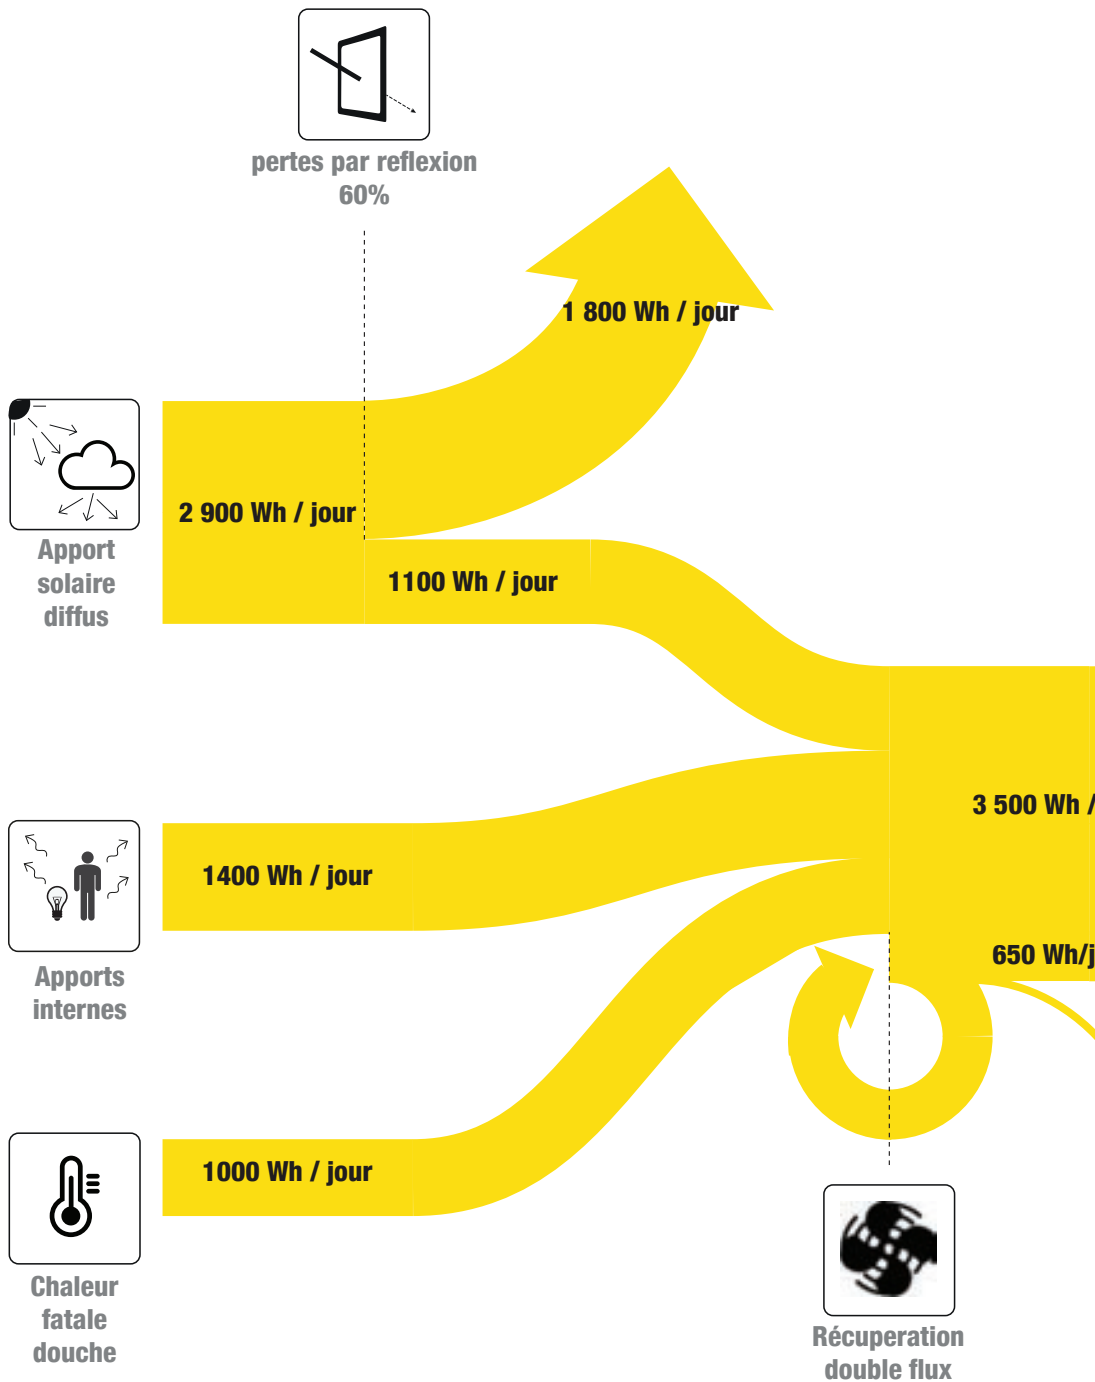 pertes par reflexion
60%
1 800 Wh / jour
2 900 Wh / jour
Apport
solaire
diffus
1100 Wh / jour
3 500 Wh /
1400 Wh / jour
Apports
internes
650 Wh/j
1000 Wh / jour
Chaleur
fatale
douche
Récuperation
double flux